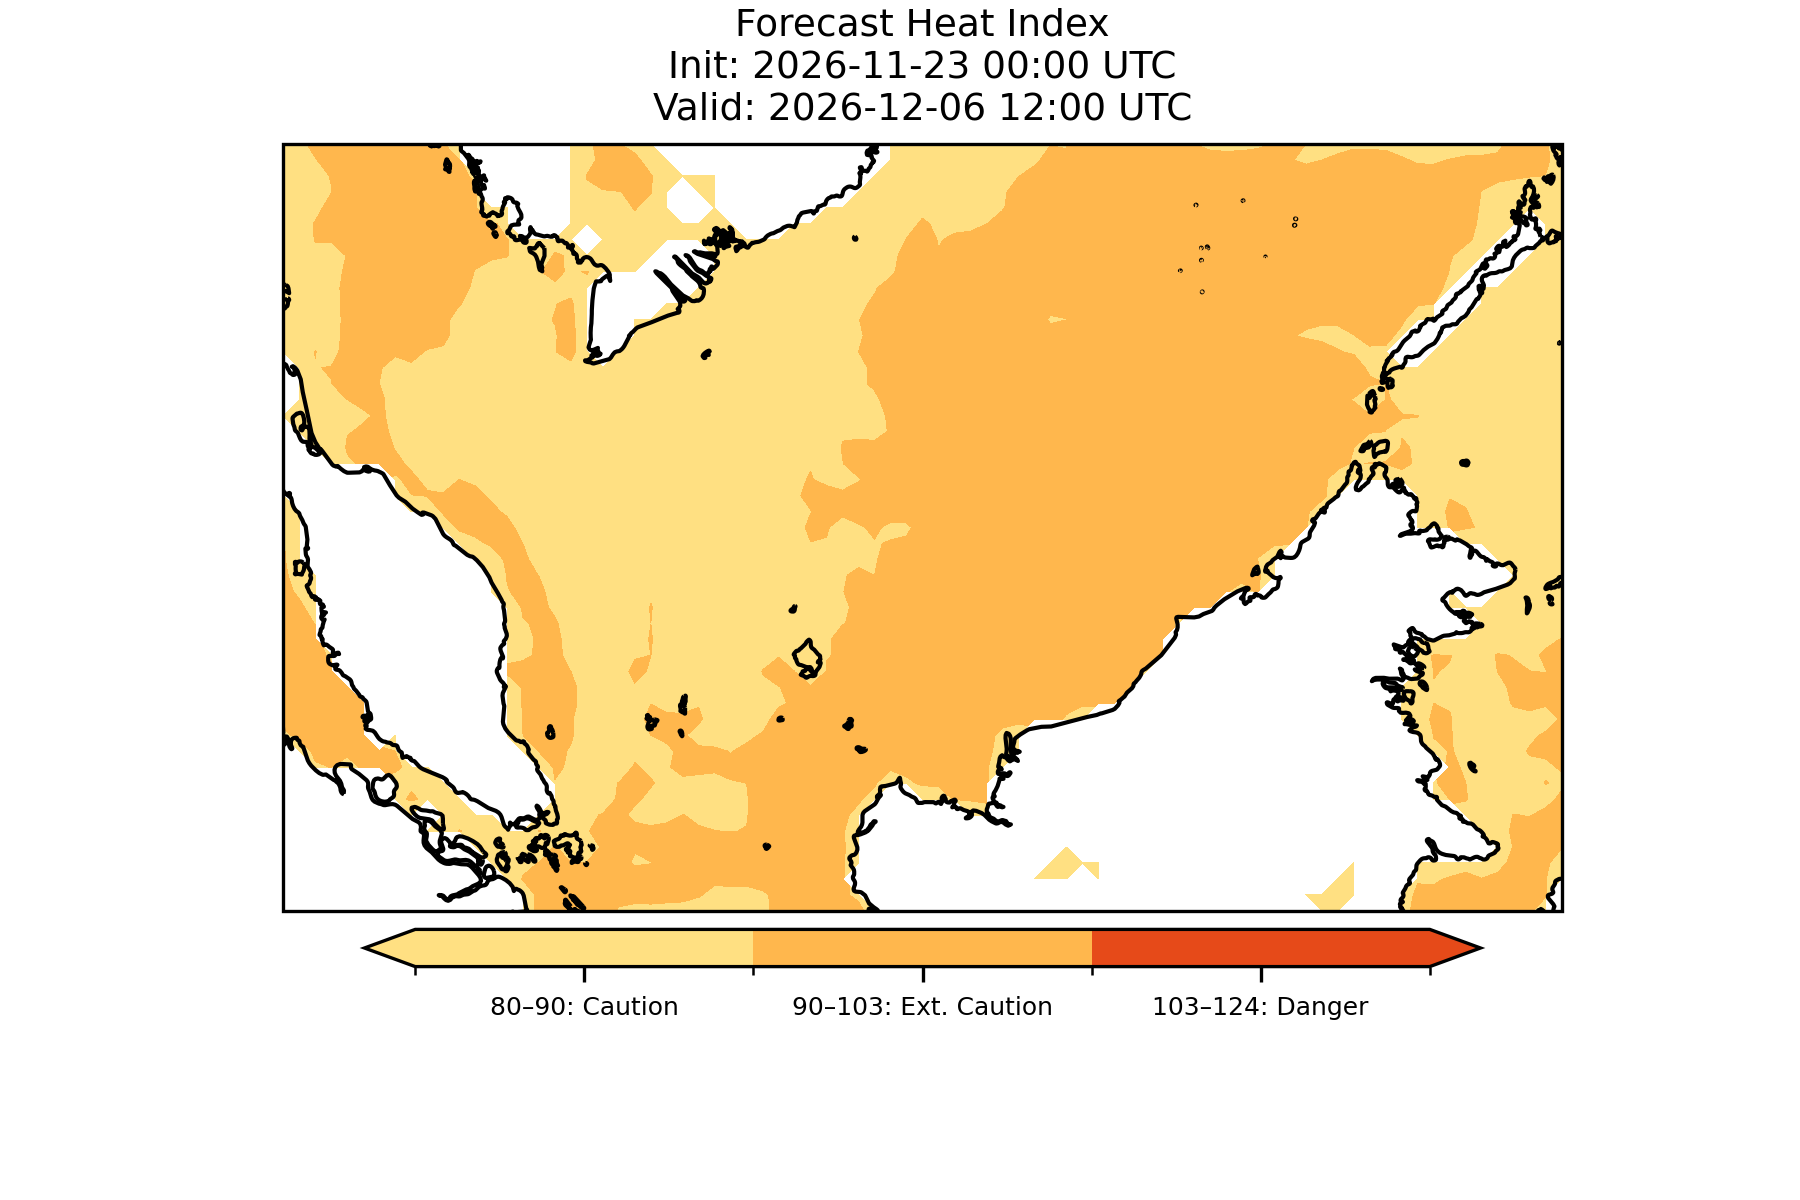 Forecast Heat Index
Init: 2026-11-23 00:00 UTC
Valid: 2026-12-06 12:00 UTC
80–90: Caution
90–103: Ext. Caution
103–124: Danger